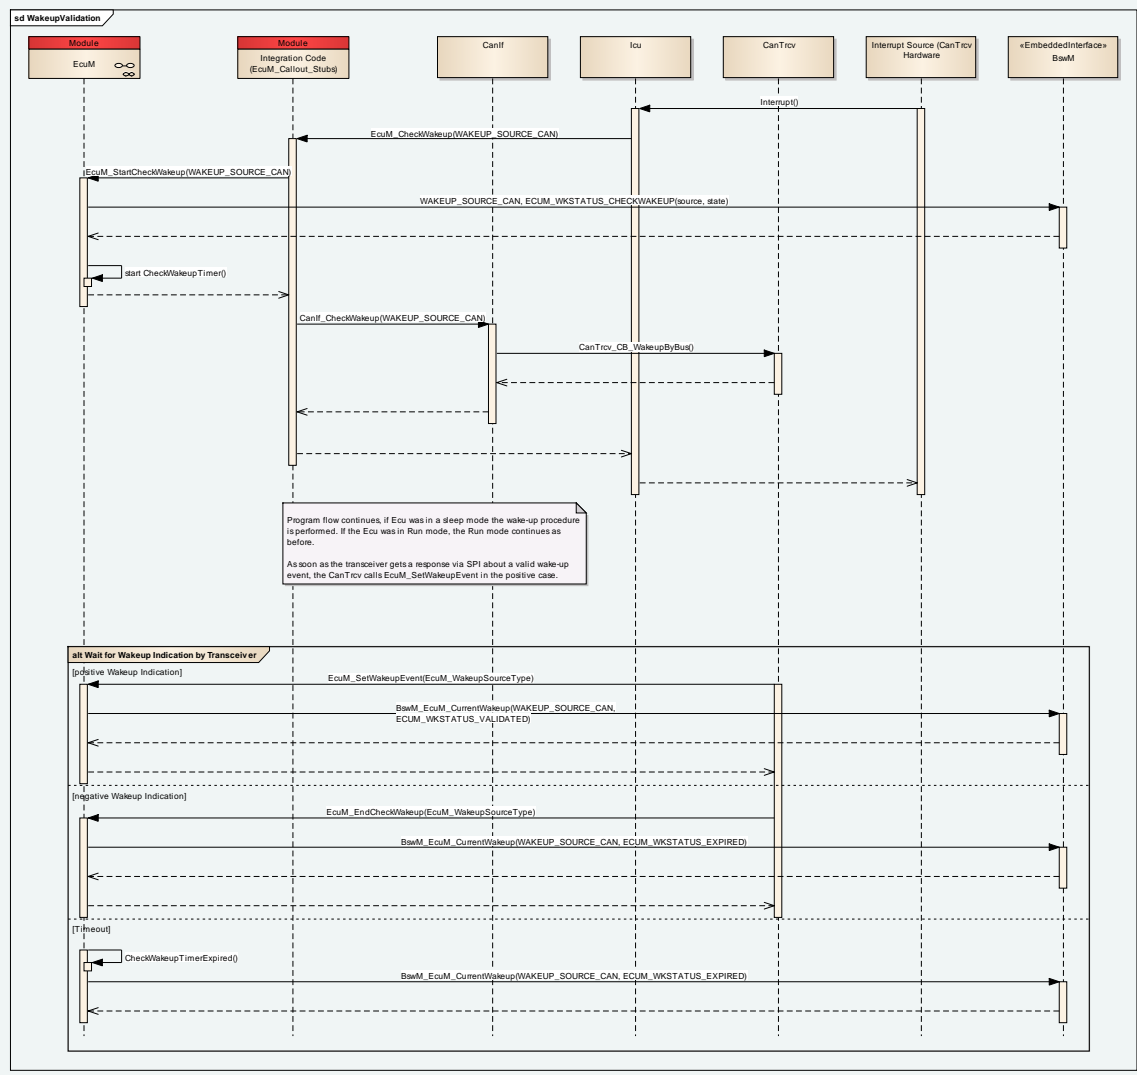 sd WakeupValidation
Module
EcuM
Module
Integration Code
(EcuM_Callout_Stubs)
CanIf
Icu
CanTrcv
Interrupt Source (CanTrcv
Hardware
«EmbeddedInterface»
BswM
Interrupt()
EcuM_CheckWakeup(WAKEUP_SOURCE_CAN)
EcuM_StartCheckWakeup(WAKEUP_SOURCE_CAN)
WAKEUP_SOURCE_CAN, ECUM_WKSTATUS_CHECKWAKEUP(source, state)
start CheckWakeupTimer()
CanIf_CheckWakeup(WAKEUP_SOURCE_CAN)
CanTrcv_CB_WakeupByBus()
Program flow continues, if Ecu was in a sleep mode the wake-up procedure
is performed. If the Ecu was in Run mode, the Run mode continues as
before.
As soon as the transceiver gets a response via SPI about a valid wake-up
event, the CanTrcv calls EcuM_SetWakeupEvent in the positive case.
alt Wait for Wakeup Indication by Transceiver
[positive Wakeup Indication]
EcuM_SetWakeupEvent(EcuM_WakeupSourceType)
BswM_EcuM_CurrentWakeup(WAKEUP_SOURCE_CAN,
ECUM_WKSTATUS_VALIDATED)
[negative Wakeup Indication]
EcuM_EndCheckWakeup(EcuM_WakeupSourceType)
BswM_EcuM_CurrentWakeup(WAKEUP_SOURCE_CAN, ECUM_WKSTATUS_EXPIRED)
[Timeout]
CheckWakeupTimerExpired()
BswM_EcuM_CurrentWakeup(WAKEUP_SOURCE_CAN, ECUM_WKSTATUS_EXPIRED)